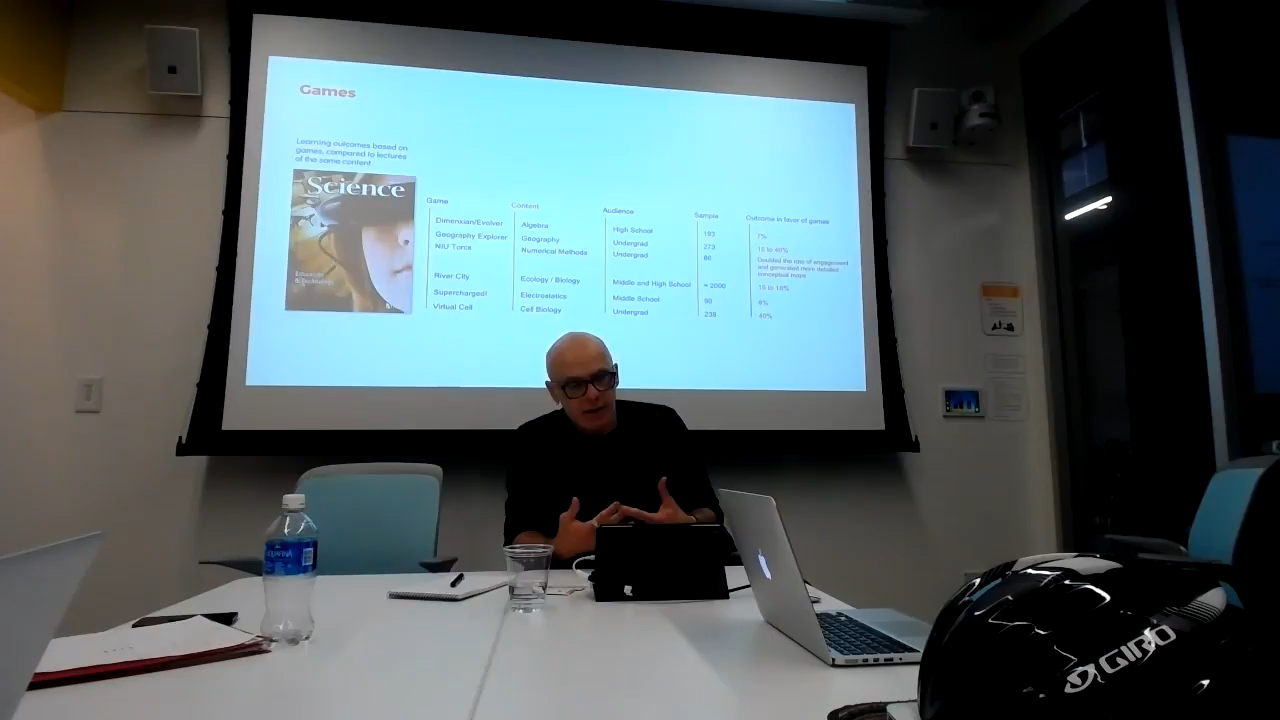 Games
Learning outcomes based on
games, compared to lectures
of the same content
Science
Game Content Audience Sample Outcome in favor of games
Dimenxian/Evolver Algebra High School 193 7%
Geography Explorer Geography Undergrad 273 15 to 40%
NIU Torcs Numerical Methods Undergrad 86 Doubled the rate of engagement
and generated more detailed
conceptual maps
River City Ecology / Biology Middle and High School ≈ 2000 15 to 18%
Supercharged! Electrostatics Middle School 90 8%
Virtual Cell Cell Biology Undergrad 238 40%
AQUAFINA
GIRO